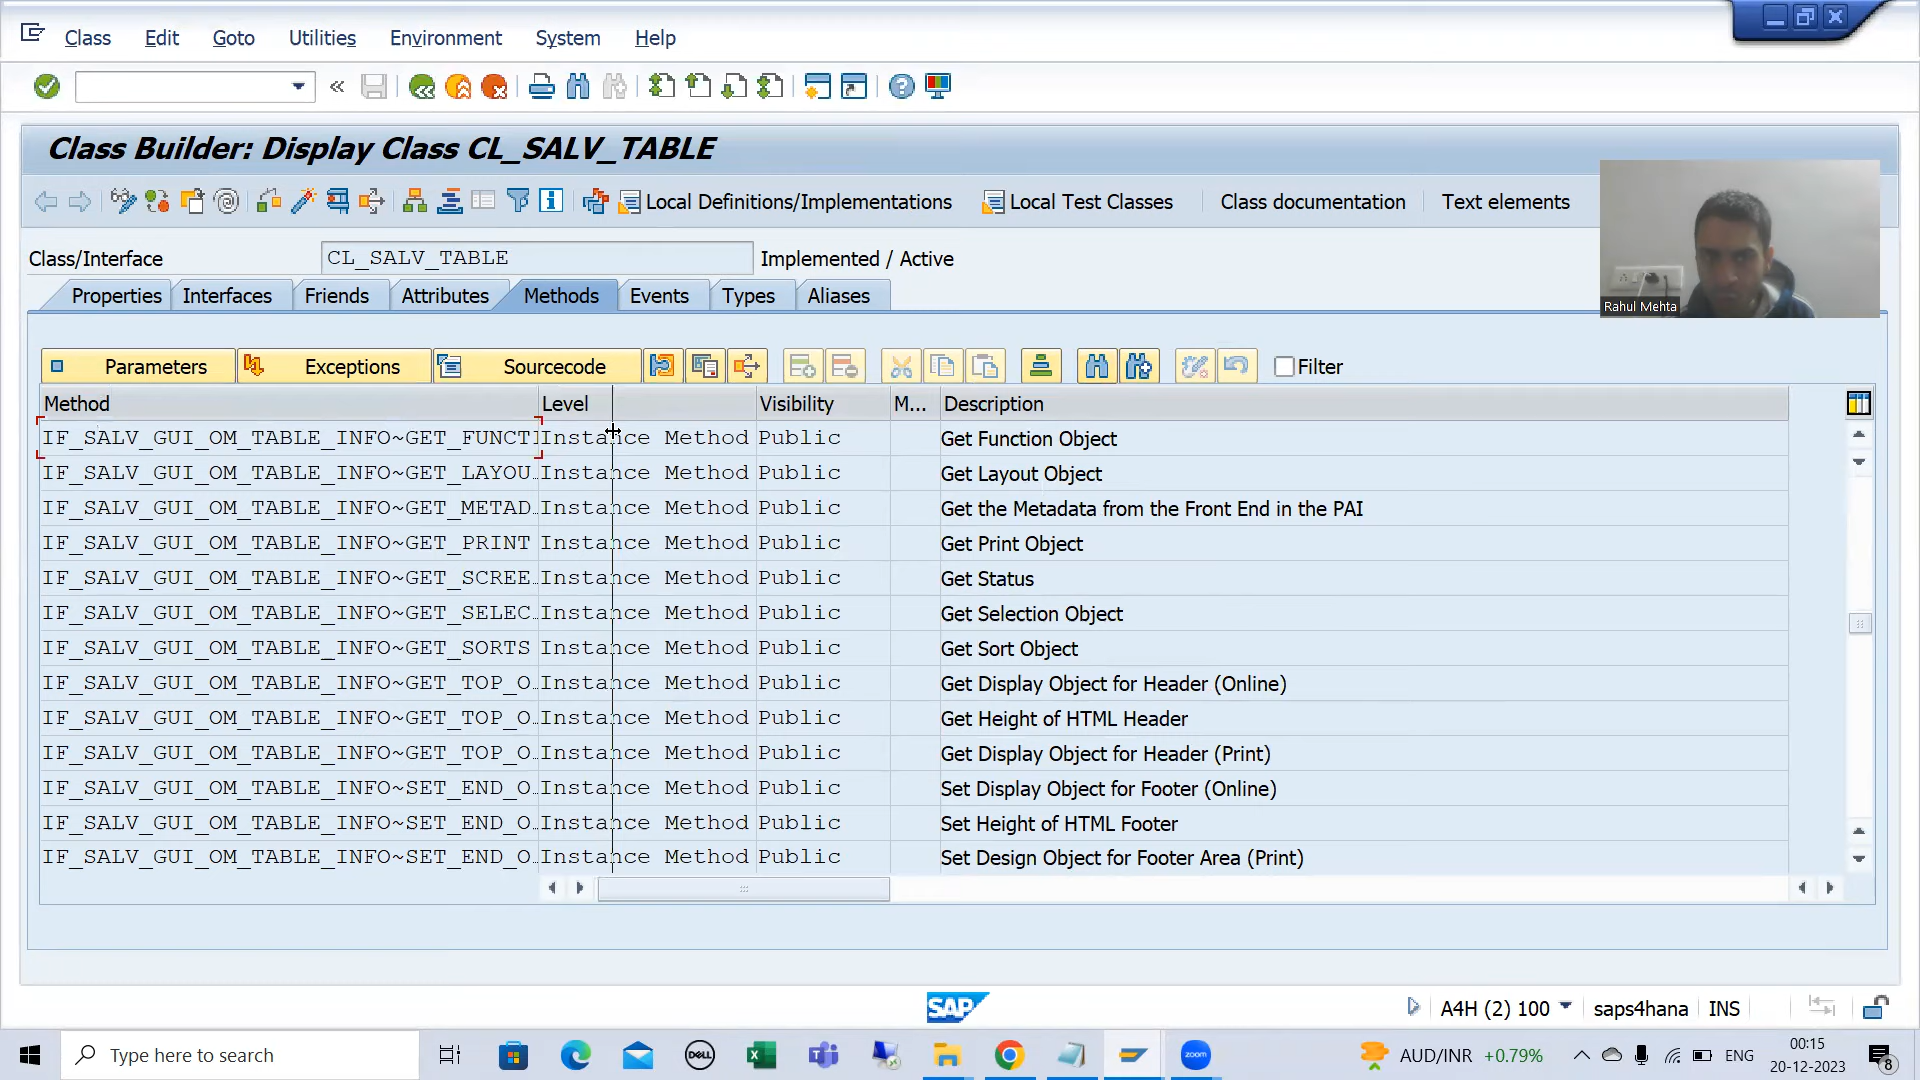 Class Edit Goto Utilities Environment System Help
Class Builder: Display Class CL_SALV_TABLE
Local Definitions/Implementations Local Test Classes Class documentation Text elements
Class/Interface CL_SALV_TABLE Implemented / Active
Rahul Mehta
Properties Interfaces Friends Attributes Methods Events Types Aliases
Parameters Exceptions Sourcecode Filter
Method Level Visibility M... Description
IF_SALV_GUI_OM_TABLE_INFO~GET_FUNCTI Instance Method Public Get Function Object
IF_SALV_GUI_OM_TABLE_INFO~GET_LAYOU… Instance Method Public Get Layout Object
IF_SALV_GUI_OM_TABLE_INFO~GET_METAD… Instance Method Public Get the Metadata from the Front End in the PAI
IF_SALV_GUI_OM_TABLE_INFO~GET_PRINT Instance Method Public Get Print Object
IF_SALV_GUI_OM_TABLE_INFO~GET_SCREE… Instance Method Public Get Status
IF_SALV_GUI_OM_TABLE_INFO~GET_SELEC… Instance Method Public Get Selection Object
IF_SALV_GUI_OM_TABLE_INFO~GET_SORTS Instance Method Public Get Sort Object
IF_SALV_GUI_OM_TABLE_INFO~GET_TOP_O… Instance Method Public Get Display Object for Header (Online)
IF_SALV_GUI_OM_TABLE_INFO~GET_TOP_O… Instance Method Public Get Height of HTML Header
IF_SALV_GUI_OM_TABLE_INFO~GET_TOP_O… Instance Method Public Get Display Object for Header (Print)
IF_SALV_GUI_OM_TABLE_INFO~SET_END_O… Instance Method Public Set Display Object for Footer (Online)
IF_SALV_GUI_OM_TABLE_INFO~SET_END_O… Instance Method Public Set Height of HTML Footer
IF_SALV_GUI_OM_TABLE_INFO~SET_END_O… Instance Method Public Set Design Object for Footer Area (Print)
SAP A4H (2) 100 saps4hana INS
Type here to search DELL zoom AUD/INR +0.79% ENG 00:15
20-12-2023 8